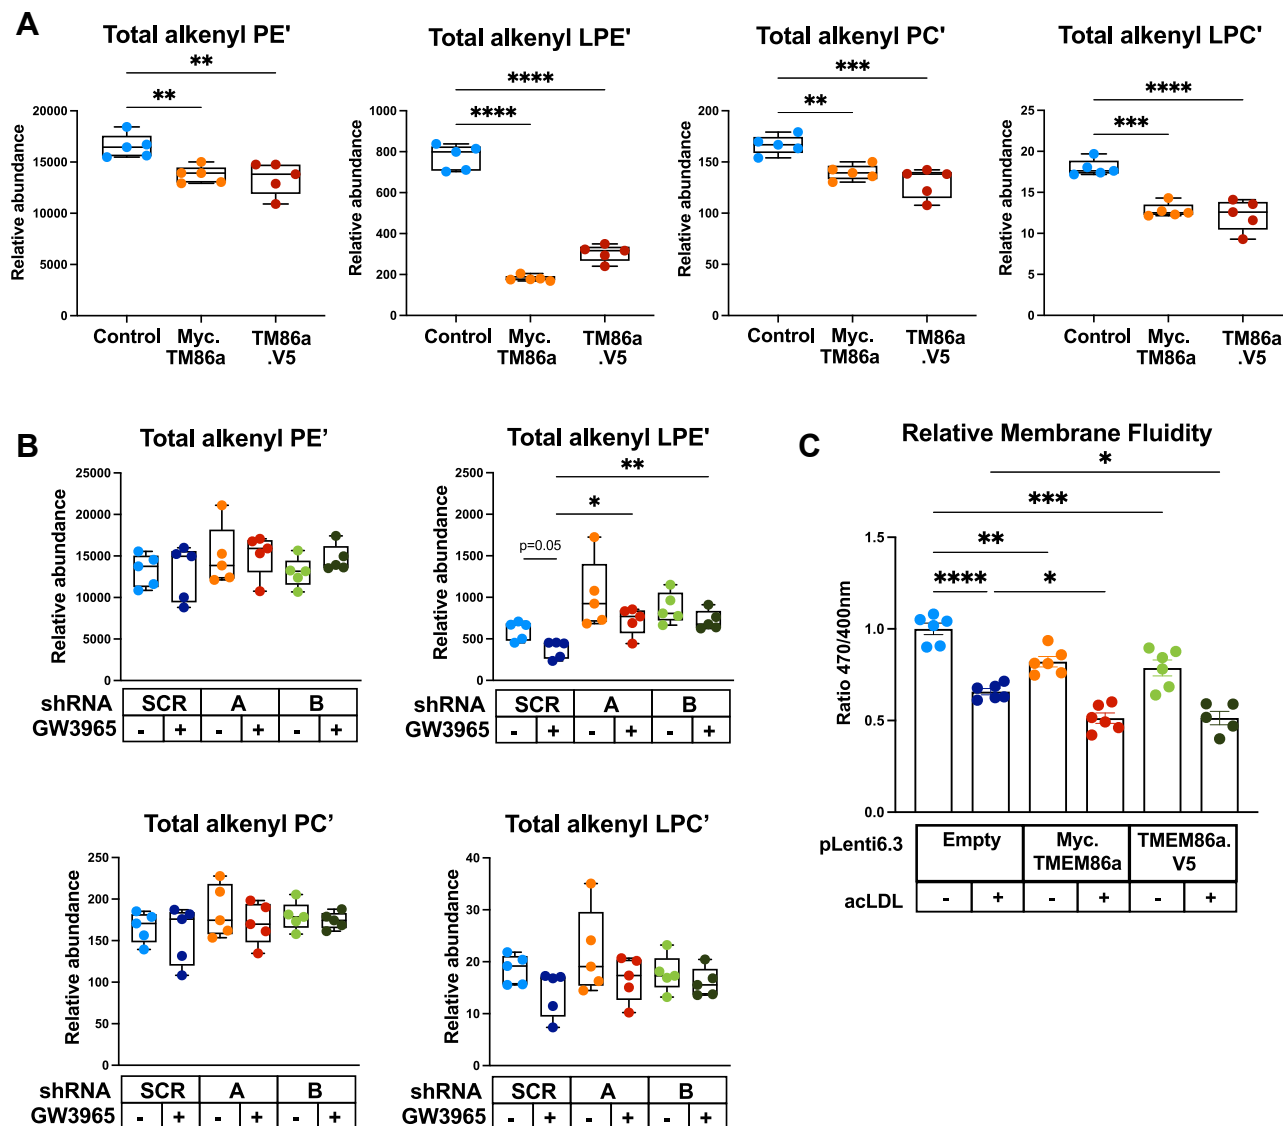 A
Total alkenyl PE'
Total alkenyl LPE'
Total alkenyl PC'
Total alkenyl LPC'
Relative abundance
20000
15000
10000
5000
0
**
**
Control
Myc.
TM86a
TM86a
.V5
Relative abundance
1000
800
600
400
200
0
****
****
Control
Myc.
TM86a
TM86a
.V5
Relative abundance
200
150
100
50
0
***
**
Control
Myc.
TM86a
TM86a
.V5
Relative abundance
25
20
15
10
5
0
****
***
Control
Myc.
TM86a
TM86a
.V5
B
Total alkenyl PE’
Relative abundance
25000
20000
15000
10000
5000
0
shRNA SCR A B
GW3965 - + - + - +
Total alkenyl LPE'
Relative abundance
2500
2000
1500
1000
500
0
**
*
p=0.05
shRNA SCR A B
GW3965 - + - + - +
Total alkenyl PC’
Relative abundance
250
200
150
100
50
0
shRNA SCR A B
GW3965 - + - + - +
Total alkenyl LPC’
Relative abundance
40
30
20
10
0
shRNA SCR A B
GW3965 - + - + - +
C
Relative Membrane Fluidity
Ratio 470/400nm
1.5
1.0
0.5
0.0
*
***
**
****
*
pLenti6.3 Empty Myc. TMEM86a TMEM86a. V5
acLDL - + - + - +